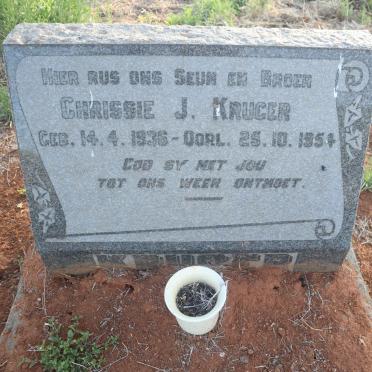 HIER RUS ONS SEUN EN BROER
CHRISSIE J. KRUGER
GEB. 14.4.1936 - OORL. 25.10.1954
GOD SY MET JOU
TOT ONS WEER ONTMOET.